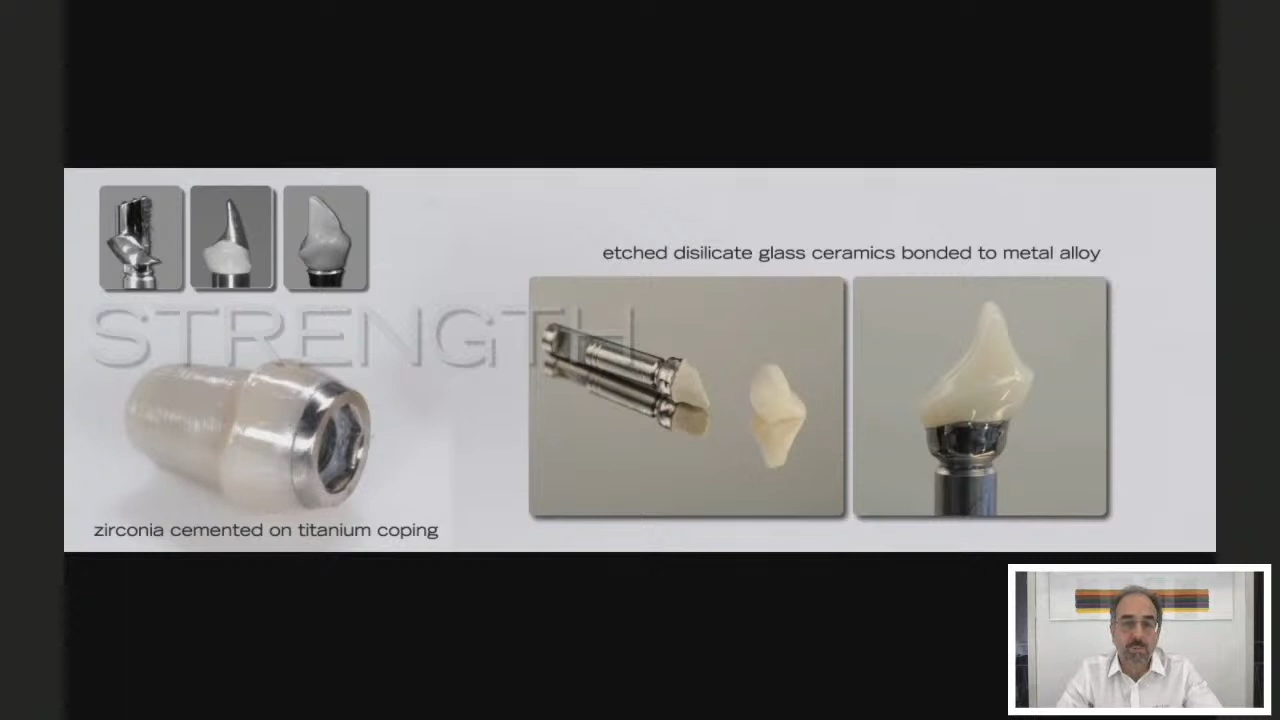 etched disilicate glass ceramics bonded to metal alloy
STRENGTH
zirconia cemented on titanium coping